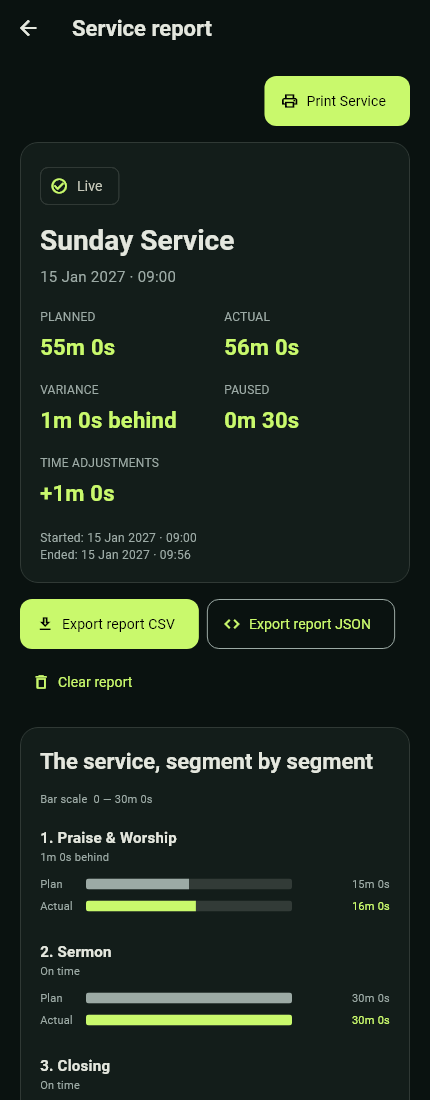 Service report
Print Service
Live
Sunday Service
15 Jan 2027 · 09:00
PLANNED
55m 0s
ACTUAL
56m 0s
VARIANCE
1m 0s behind
PAUSED
0m 30s
TIME ADJUSTMENTS
+1m 0s
Started: 15 Jan 2027 · 09:00
Ended: 15 Jan 2027 · 09:56
Export report CSV
Export report JSON
Clear report
The service, segment by segment
Bar scale 0 — 30m 0s
1. Praise & Worship
1m 0s behind
Plan 15m 0s
Actual 16m 0s
2. Sermon
On time
Plan 30m 0s
Actual 30m 0s
3. Closing
On time